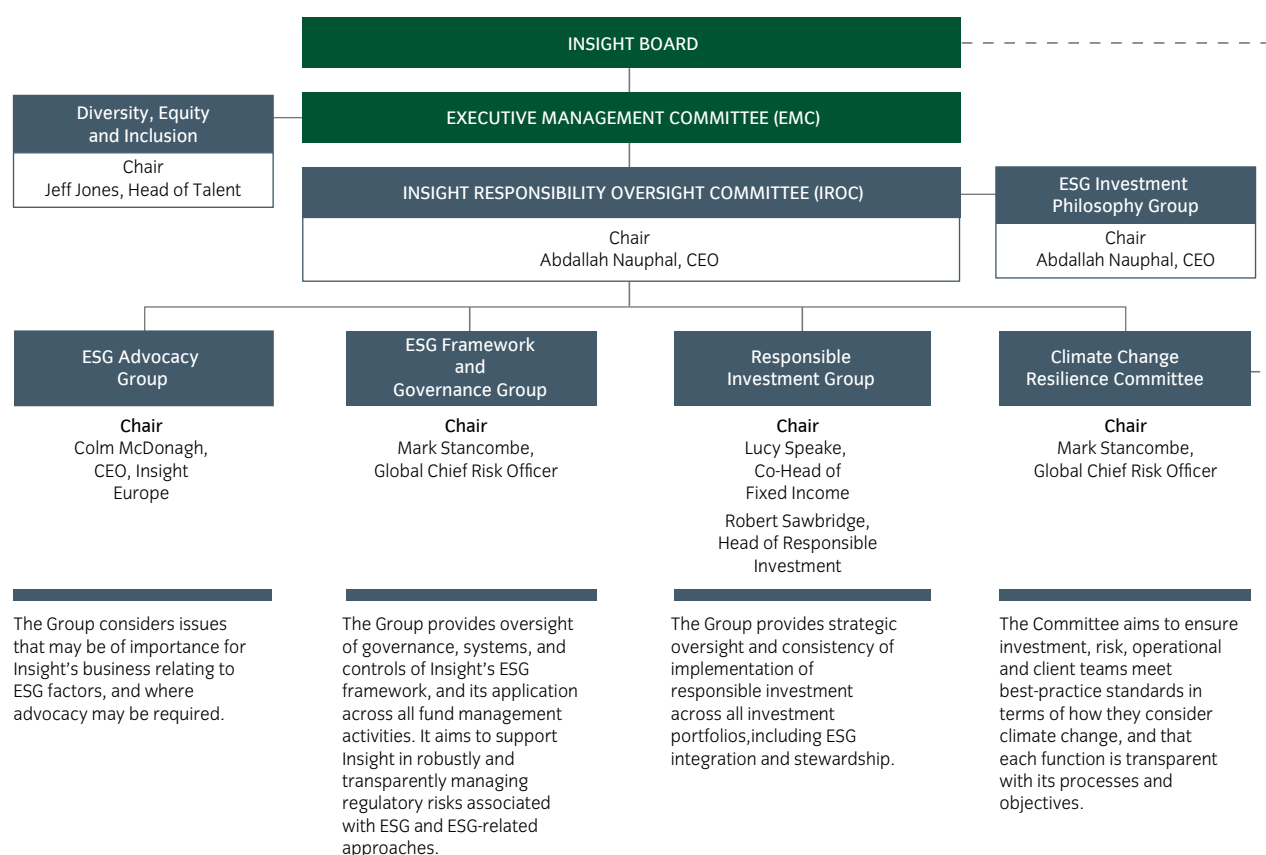 INSIGHT BOARD
Diversity, Equity
and Inclusion
Chair
Jeff Jones, Head of Talent
EXECUTIVE MANAGEMENT COMMITTEE (EMC)
INSIGHT RESPONSIBILITY OVERSIGHT COMMITTEE (IROC)
Chair
Abdallah Nauphal, CEO
ESG Investment
Philosophy Group
Chair
Abdallah Nauphal, CEO
ESG Advocacy
Group
Chair
Colm McDonagh,
CEO, Insight
Europe
The Group considers issues
that may be of importance for
Insight's business relating to
ESG factors, and where
advocacy may be required.
ESG Framework
and
Governance Group
Chair
Mark Stancombe,
Global Chief Risk Officer
The Group provides oversight
of governance, systems, and
controls of Insight's ESG
framework, and its application
across all fund management
activities. It aims to support
Insight in robustly and
transparently managing
regulatory risks associated
with ESG and ESG-related
approaches.
Responsible
Investment Group
Chair
Lucy Speake,
Co-Head of
Fixed Income
Robert Sawbridge,
Head of Responsible
Investment
The Group provides strategic
oversight and consistency of
implementation of
responsible investment
across all investment
portfolios,including ESG
integration and stewardship.
Climate Change
Resilience Committee
Chair
Mark Stancombe,
Global Chief Risk Officer
The Committee aims to ensure
investment, risk, operational
and client teams meet
best-practice standards in
terms of how they consider
climate change, and that
each function is transparent
with its processes and
objectives.